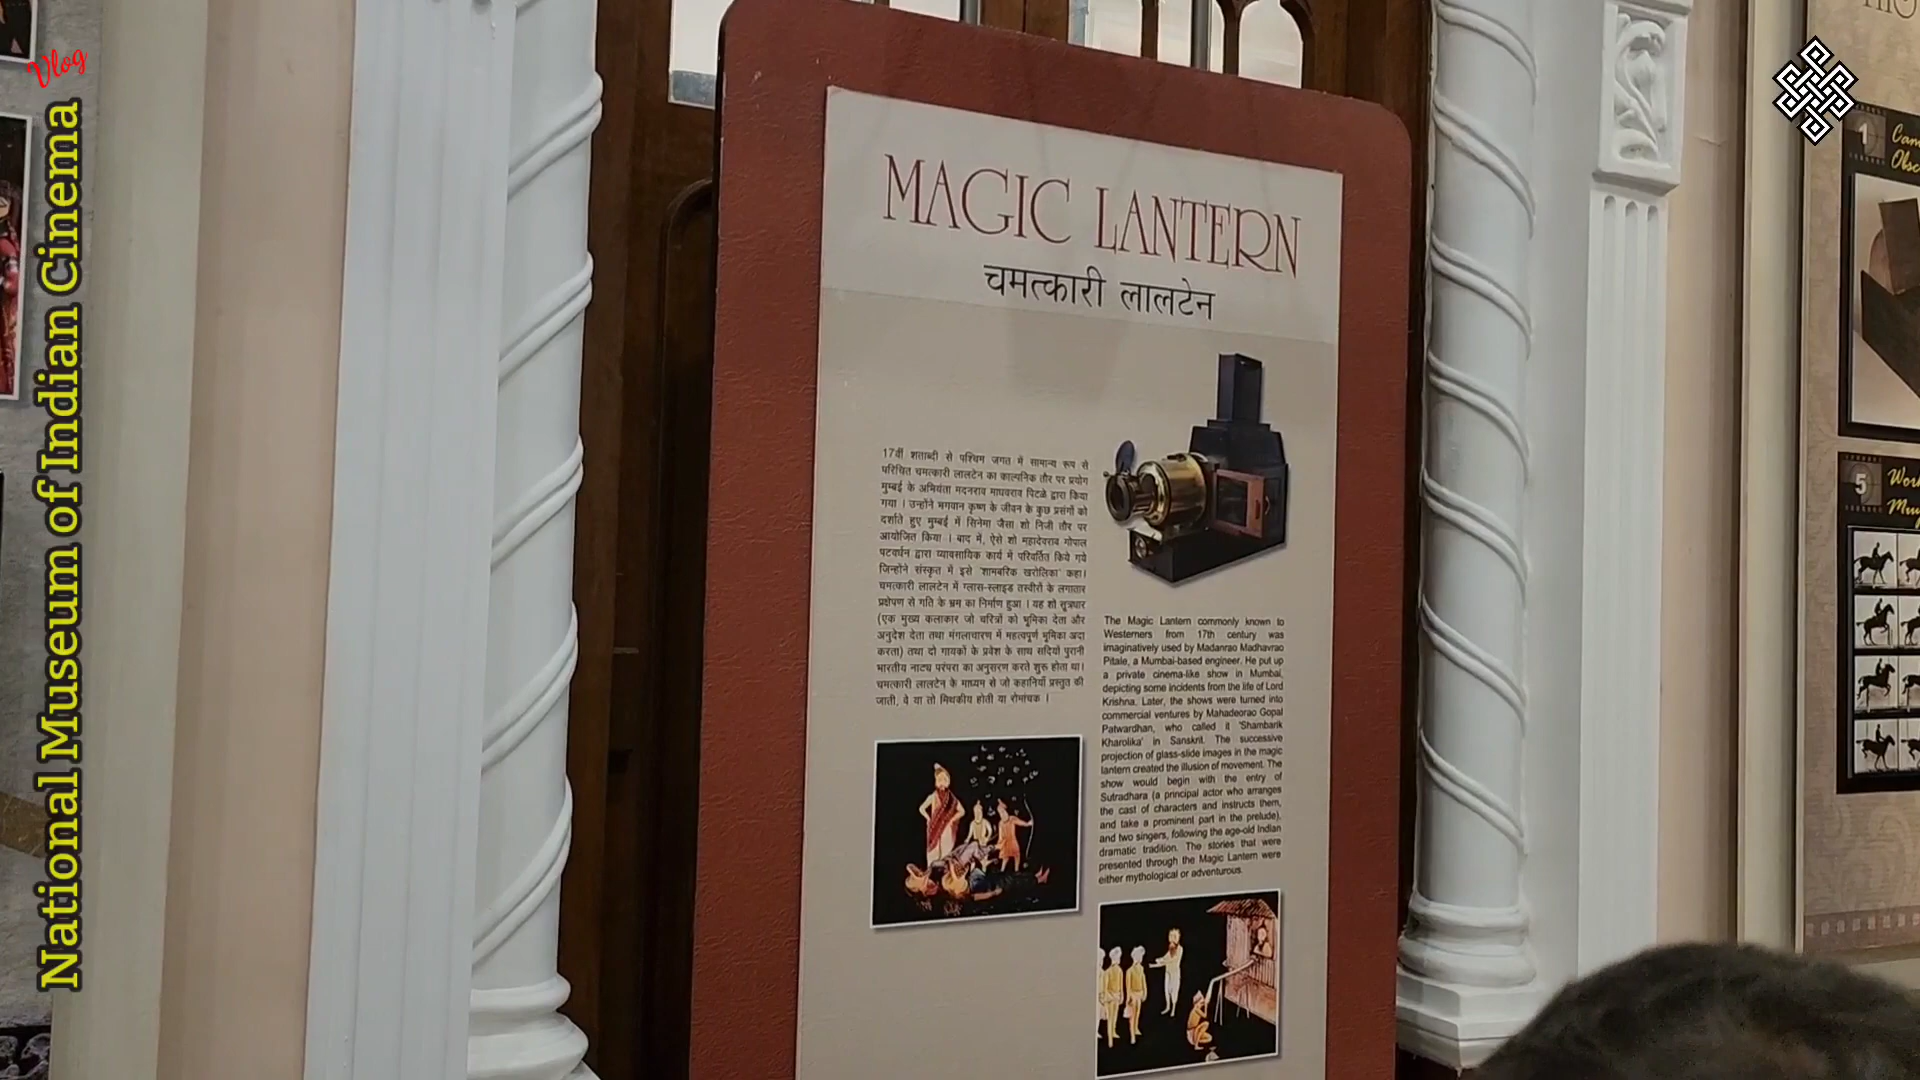 Vlog
National Museum of Indian Cinema
MAGIC LANTERN
चमत्कारी लालटेन
17वीं शताब्दी से पश्चिम जगत में सामान्य रूप से
परिचित चमत्कारी लालटेन का काल्पनिक तौर पर प्रयोग
मुम्बई के अभियंता मदनराव माधवराव पिटळे द्वारा किया
गया । उन्होंने भगवान कृष्ण के जीवन के कुछ प्रसंगों को
दर्शाते हुए मुम्बई में सिनेमा जैसा शो निजी तौर पर
आयोजित किया । बाद में, ऐसे शो महादेवराव गोपाल
पटवर्धन द्वारा व्यावसायिक कार्य में परिवर्तित किये गये
जिन्होंने संस्कृत में इसे 'शामबरिक खरोलिका' कहा।
चमत्कारी लालटेन में ग्लास-स्लाइड तस्वीरों के लगातार
प्रक्षेपण से गति के भ्रम का निर्माण हुआ । यह शो सूत्रधार
(एक मुख्य कलाकार जो चरित्रों को भूमिका देता और
अनुदेश देता तथा मंगलाचारण में महत्वपूर्ण भूमिका अदा
करता) तथा दो गायकों के प्रवेश के साथ सदियों पुरानी
भारतीय नाट्य परंपरा का अनुसरण करते शुरू होता था।
चमत्कारी लालटेन के माध्यम से जो कहानियाँ प्रस्तुत की
जाती, वे या तो मिथकीय होती या रोमांचक ।
The Magic Lantern commonly known to
Westerners from 17th century was
imaginatively used by Madanrao Madhavrao
Pitale, a Mumbai-based engineer. He put up
a private cinema-like show in Mumbai,
depicting some incidents from the life of Lord
Krishna. Later, the shows were turned into
commercial ventures by Mahadeorao Gopal
Patwardhan, who called it 'Shambarik
Kharolika' in Sanskrit. The successive
projection of glass-slide images in the magic
lantern created the illusion of movement. The
show would begin with the entry of
Sutradhara (a principal actor who arranges
the cast of characters and instructs them,
and take a prominent part in the prelude),
and two singers, following the age-old Indian
dramatic tradition. The stories that were
presented through the Magic Lantern were
either mythological or adventurous.
1
5